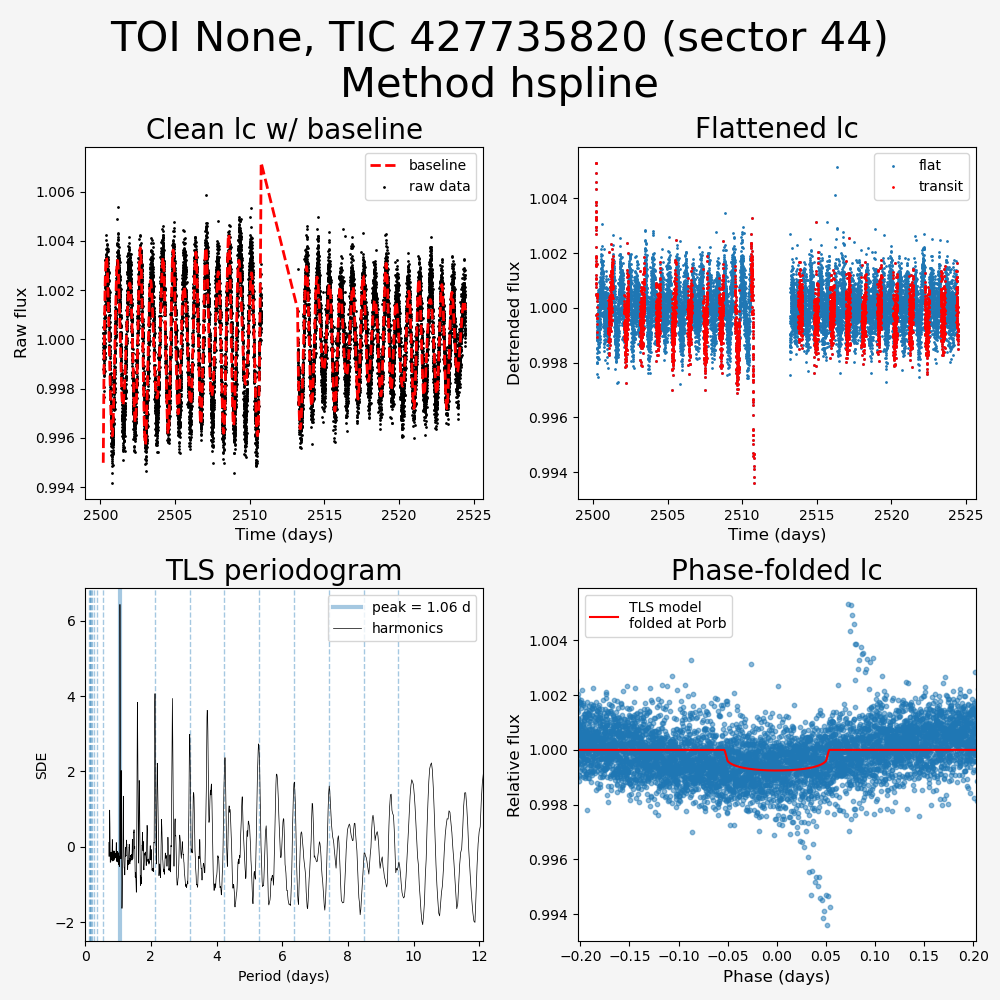 TOI None, TIC 427735820 (sector 44)
Method hspline
Clean lc w/ baseline
baseline
raw data
Raw flux
0.994
0.996
0.998
1.000
1.002
1.004
1.006
2500
2505
2510
2515
2520
2525
Time (days)
Flattened lc
flat
transit
Detrended flux
0.994
0.996
0.998
1.000
1.002
1.004
2500
2505
2510
2515
2520
2525
Time (days)
TLS periodogram
peak = 1.06 d
harmonics
SDE
−2
0
2
4
6
0
2
4
6
8
10
12
Period (days)
Phase-folded lc
TLS model
folded at Porb
Relative flux
0.994
0.996
0.998
1.000
1.002
1.004
−0.20
−0.15
−0.10
−0.05
0.00
0.05
0.10
0.15
0.20
Phase (days)